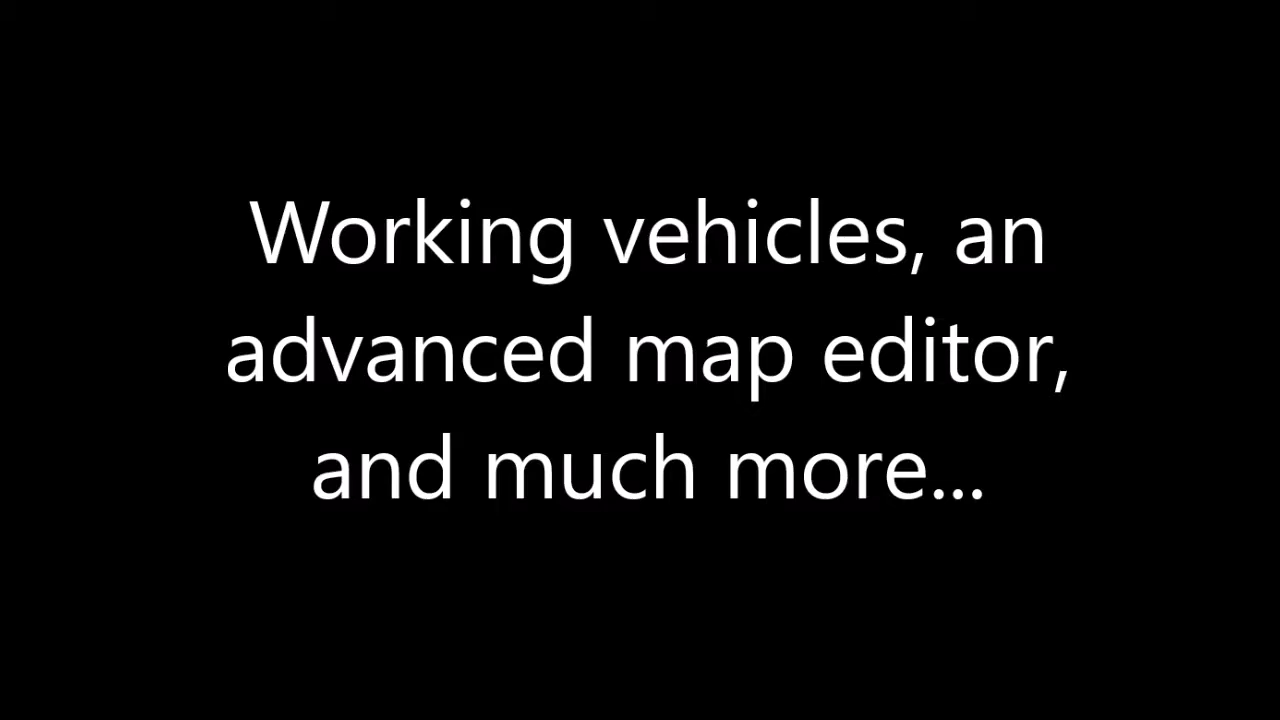 Working vehicles, an
advanced map editor,
and much more...